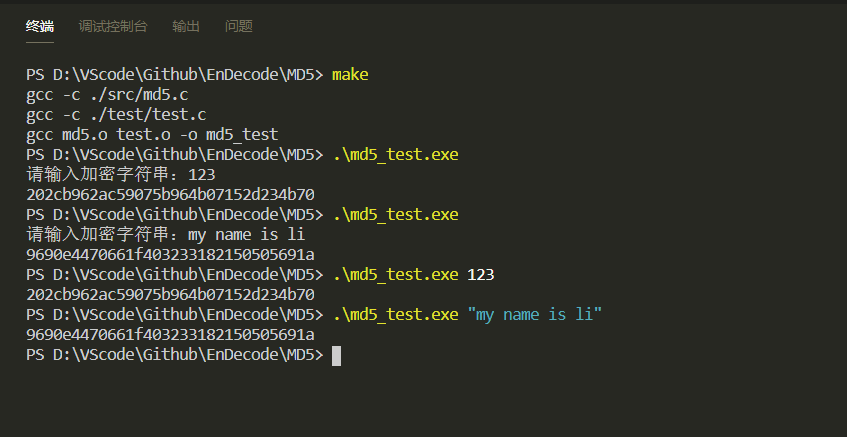 终端 调试控制台 输出 问题
PS D:\VScode\Github\EnDecode\MD5> make
gcc -c ./src/md5.c
gcc -c ./test/test.c
gcc md5.o test.o -o md5_test
PS D:\VScode\Github\EnDecode\MD5> .\md5_test.exe
请输入加密字符串：123
202cb962ac59075b964b07152d234b70
PS D:\VScode\Github\EnDecode\MD5> .\md5_test.exe
请输入加密字符串：my name is li
9690e4470661f403233182150505691a
PS D:\VScode\Github\EnDecode\MD5> .\md5_test.exe 123
202cb962ac59075b964b07152d234b70
PS D:\VScode\Github\EnDecode\MD5> .\md5_test.exe "my name is li"
9690e4470661f403233182150505691a
PS D:\VScode\Github\EnDecode\MD5>